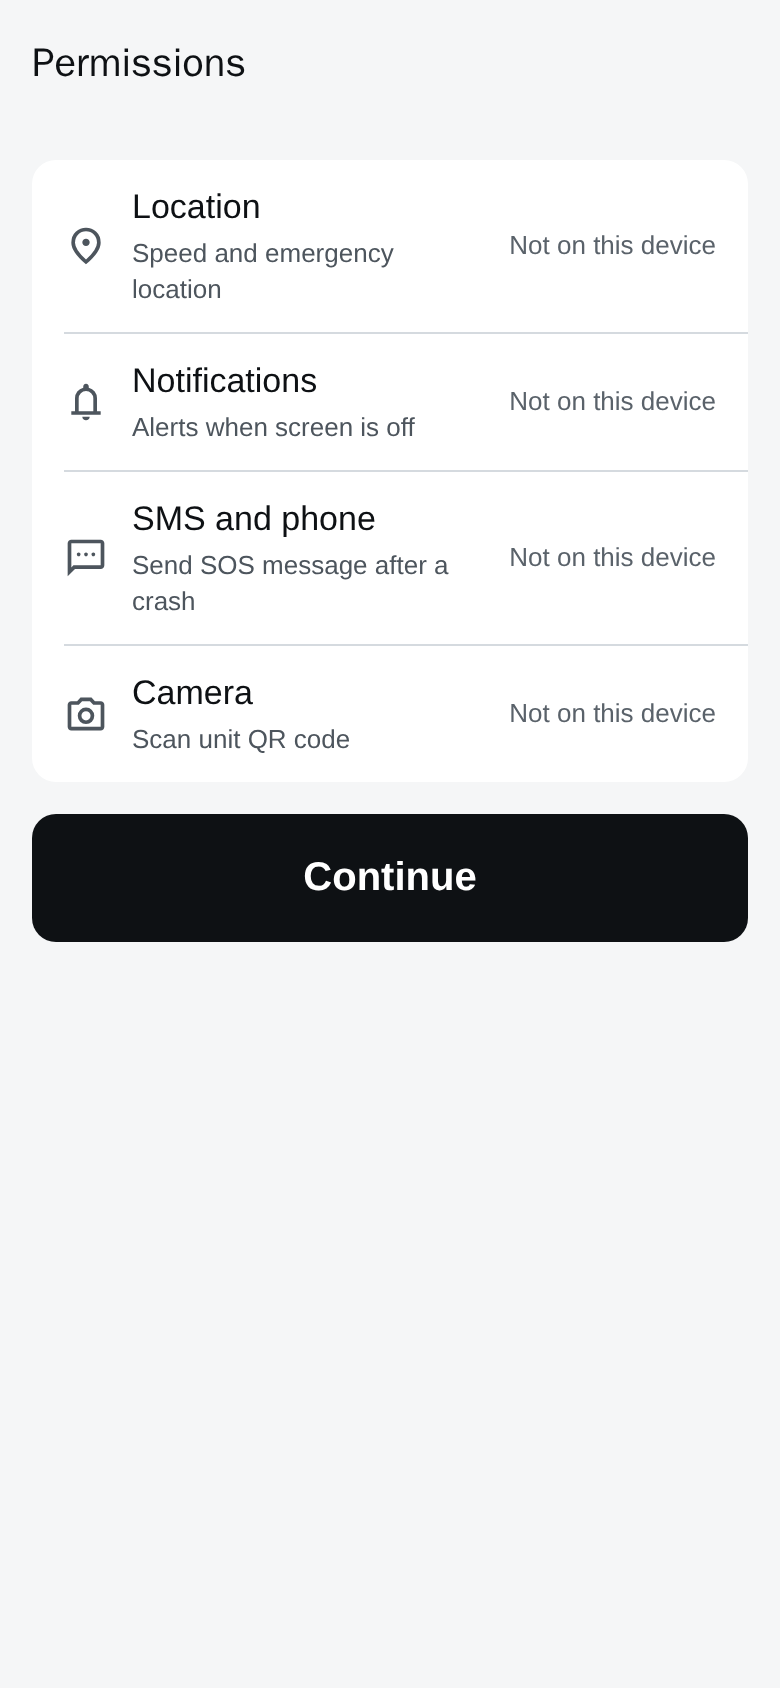 Permissions
Location
Speed and emergency
location
Not on this device
Notifications
Alerts when screen is off
Not on this device
SMS and phone
Send SOS message after a
crash
Not on this device
Camera
Scan unit QR code
Not on this device
Continue